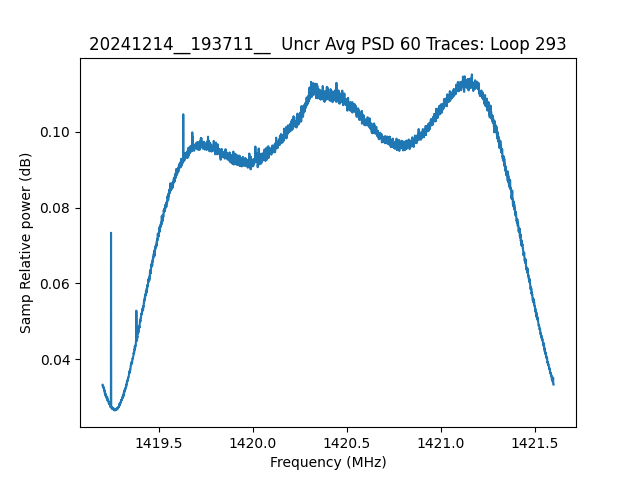 20241214__193711__  Uncr Avg PSD 60 Traces: Loop 293
Samp Relative power (dB)
0.10
0.08
0.06
0.04
1419.5 1420.0 1420.5 1421.0 1421.5
Frequency (MHz)